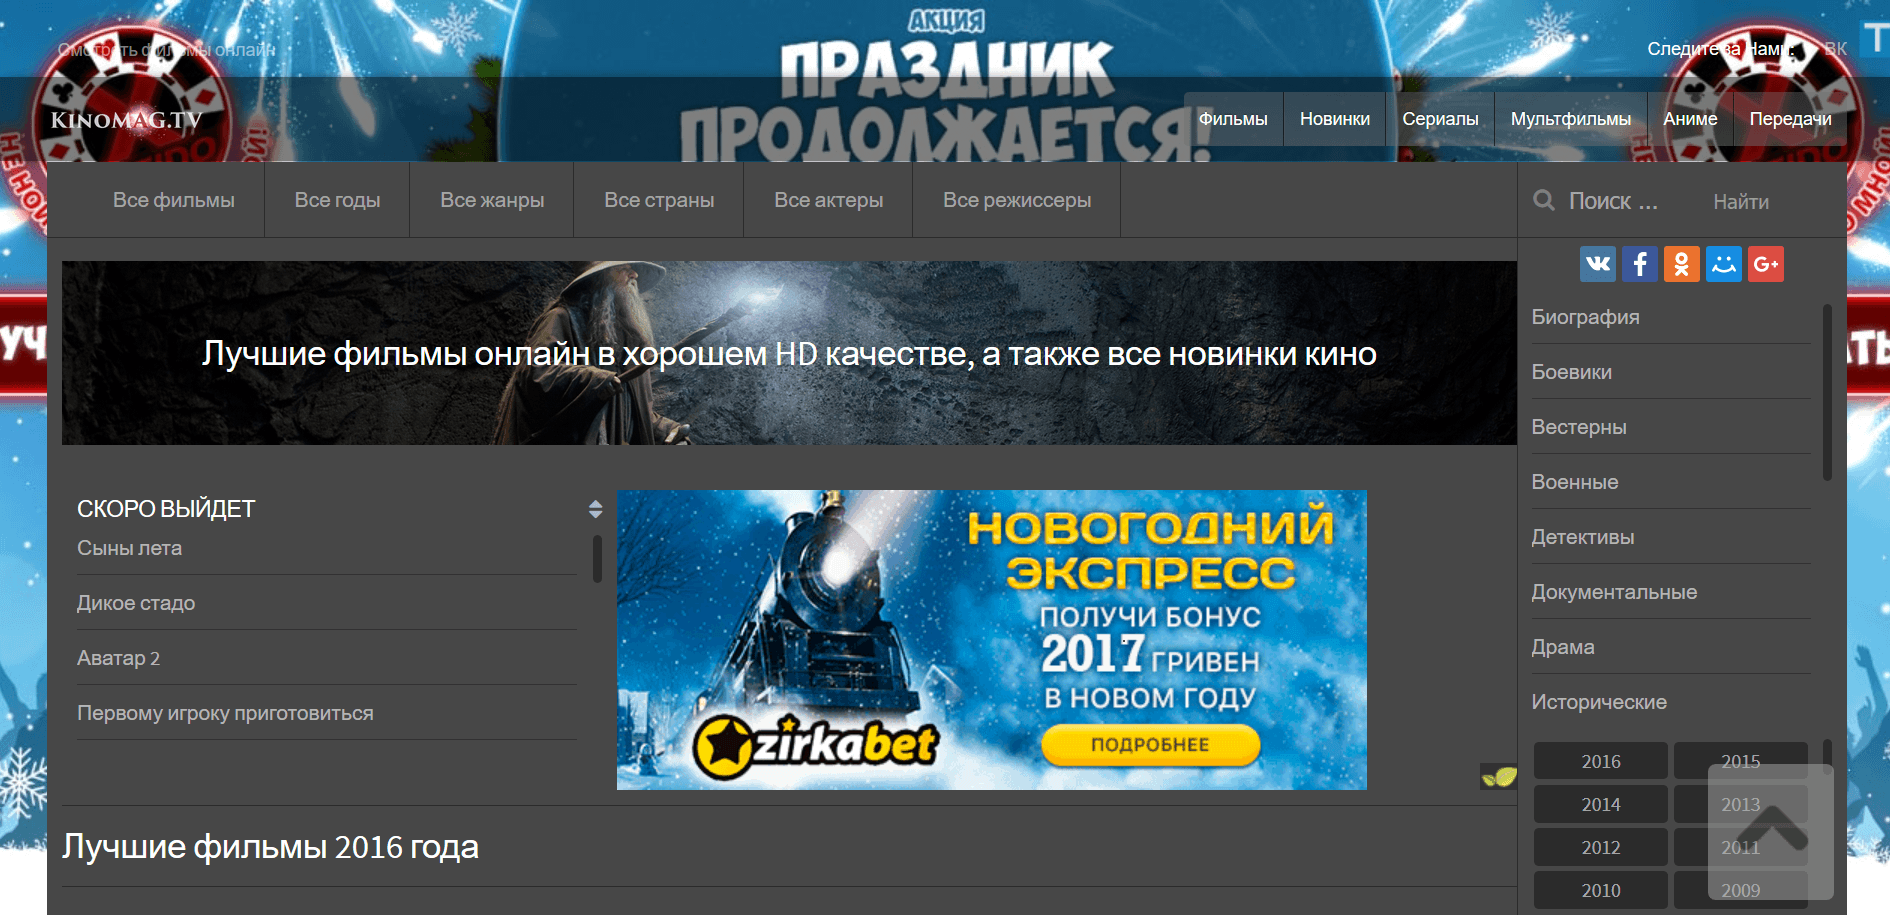 АКЦИЯ
ПРАЗДНИК
ПРОДОЛЖАЕТСЯ!
Смотреть фильмы онлайн
Следите за Нами:
ВК
KINOMAG.TV
Фильмы
Новинки
Сериалы
Мультфильмы
Аниме
Передачи
Все фильмы
Все годы
Все жанры
Все страны
Все актеры
Все режиссеры
Поиск ...
Найти
Лучшие фильмы онлайн в хорошем HD качестве, а также все новинки кино
Биография
Боевики
Вестерны
Военные
Детективы
Документальные
Драма
Исторические
СКОРО ВЫЙДЕТ
Сыны лета
Дикое стадо
Аватар 2
Первому игроку приготовиться
НОВОГОДНИЙ
ЭКСПРЕСС
ПОЛУЧИ БОНУС
2017 ГРИВЕН
В НОВОМ ГОДУ
ПОДРОБНЕЕ
zirkabet
2016
2015
2014
2013
2012
2011
2010
2009
Лучшие фильмы 2016 года